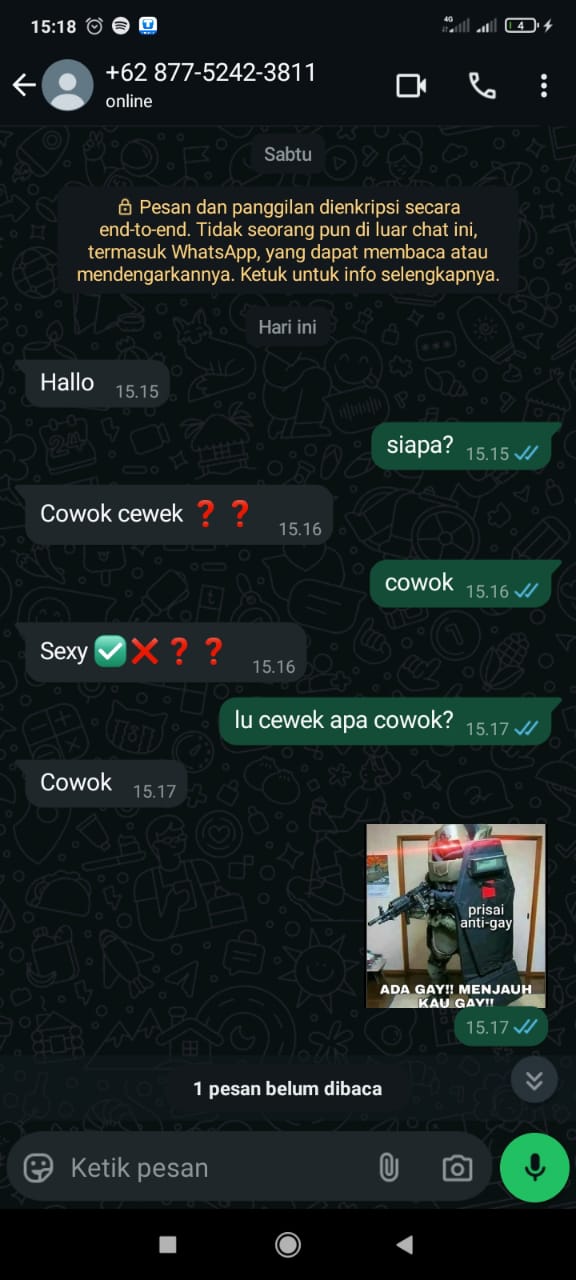 15:18
4G
4
+62 877-5242-3811
online
Sabtu
Pesan dan panggilan dienkripsi secara
end-to-end. Tidak seorang pun di luar chat ini,
termasuk WhatsApp, yang dapat membaca atau
mendengarkannya. Ketuk untuk info selengkapnya.
Hari ini
Hallo 15.15
siapa? 15.15
Cowok cewek ❓❓ 15.16
cowok 15.16
Sexy ✅❌❓❓ 15.16
lu cewek apa cowok? 15.17
Cowok 15.17
prisai
anti-gay
ADA GAY!! MENJAUH
KAU GAY!!
15.17
1 pesan belum dibaca
Ketik pesan